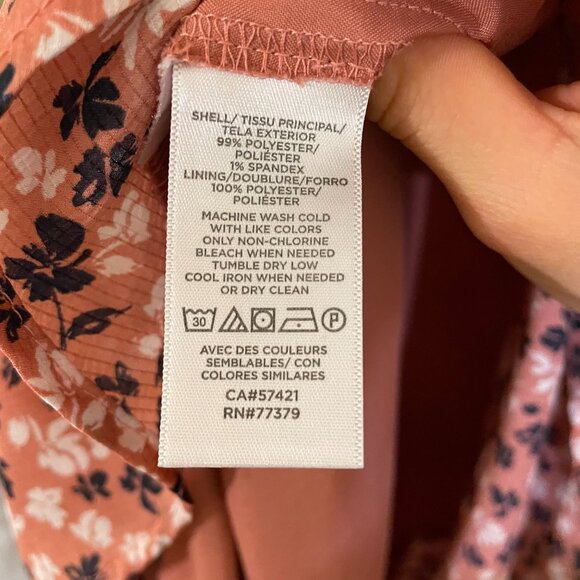 SHELL/ TISSU PRINCIPAL/
TELA EXTERIOR
99% POLYESTER/
POLIÉSTER
1% SPANDEX
LINING/DOUBLURE/FORRO
100% POLYESTER/
POLIÉSTER
MACHINE WASH COLD
WITH LIKE COLORS
ONLY NON-CHLORINE
BLEACH WHEN NEEDED
TUMBLE DRY LOW
COOL IRON WHEN NEEDED
OR DRY CLEAN
30 P
AVEC DES COULEURS
SEMBLABLES/ CON
COLORES SIMILARES
CA#57421
RN#77379